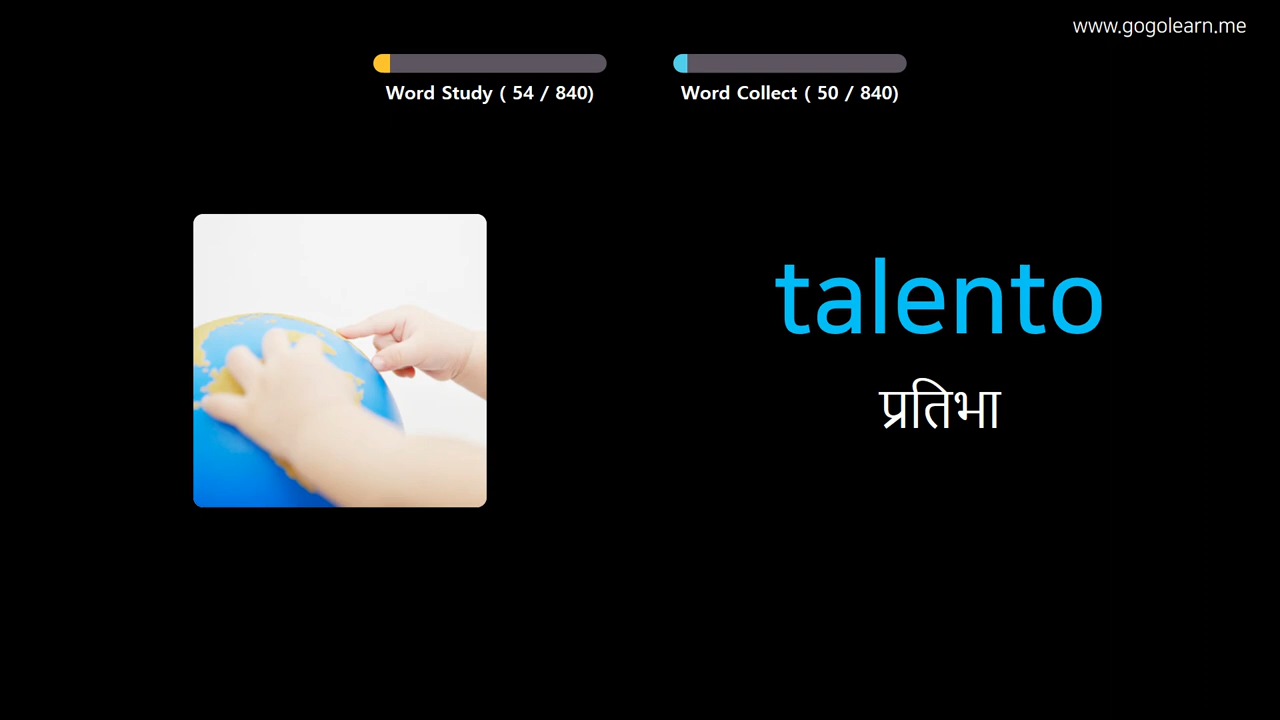 www.gogolearn.me
Word Study ( 54 / 840)
Word Collect ( 50 / 840)
talento
प्रतिभा